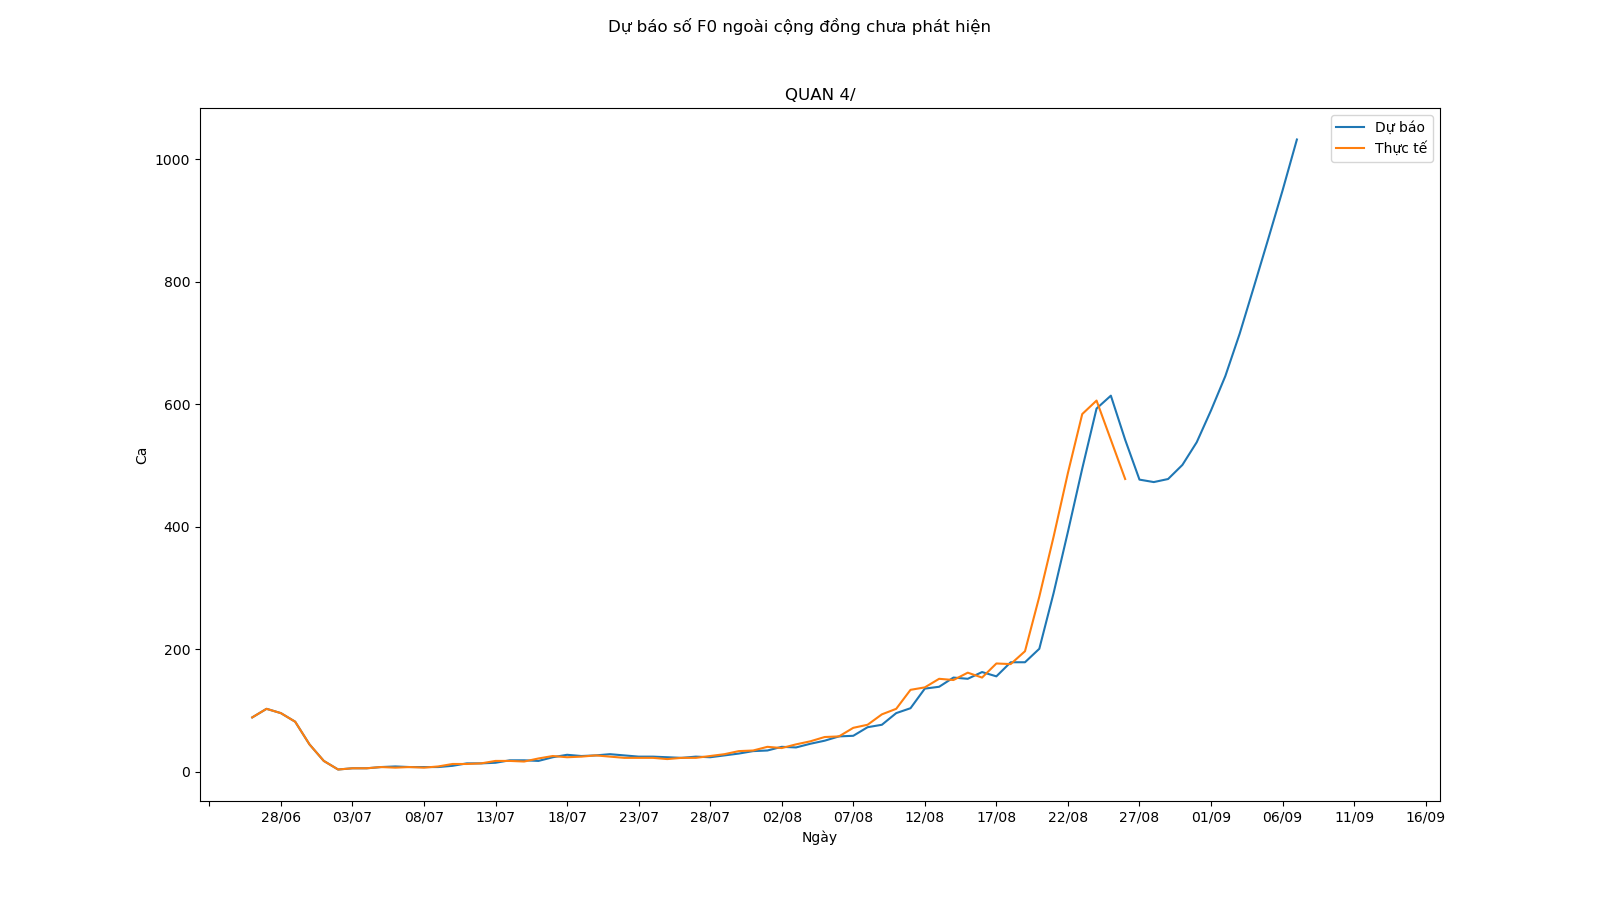 Dự báo số F0 ngoài cộng đồng chưa phát hiện
QUAN 4/
Dự báo
Thực tế
1000
800
600
400
200
0
Ca
28/06 03/07 08/07 13/07 18/07 23/07 28/07 02/08 07/08 12/08 17/08 22/08 27/08 01/09 06/09 11/09 16/09
Ngày